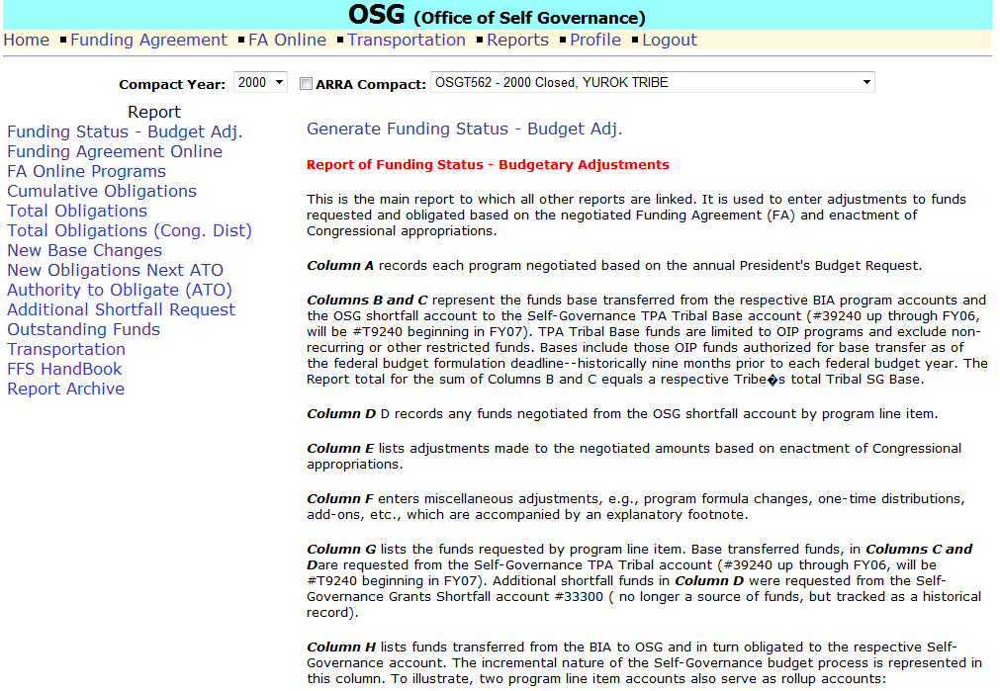 OSG (Office of Self Governance)
Home ▪ Funding Agreement ▪ FA Online ▪ Transportation ▪ Reports ▪ Profile ▪ Logout
Compact Year: 2000 ARRA Compact: OSGT562 - 2000 Closed, YUROK TRIBE
Report
Funding Status - Budget Adj.
Funding Agreement Online
FA Online Programs
Cumulative Obligations
Total Obligations
Total Obligations (Cong. Dist)
New Base Changes
New Obligations Next ATO
Authority to Obligate (ATO)
Additional Shortfall Request
Outstanding Funds
Transportation
FFS HandBook
Report Archive
Generate Funding Status - Budget Adj.
Report of Funding Status - Budgetary Adjustments
This is the main report to which all other reports are linked. It is used to enter adjustments to funds
requested and obligated based on the negotiated Funding Agreement (FA) and enactment of
Congressional appropriations.
Column A records each program negotiated based on the annual President's Budget Request.
Columns B and C represent the funds base transferred from the respective BIA program accounts and
the OSG shortfall account to the Self-Governance TPA Tribal Base account (#39240 up through FY06,
will be #T9240 beginning in FY07). TPA Tribal Base funds are limited to OIP programs and exclude non-
recurring or other restricted funds. Bases include those OIP funds authorized for base transfer as of
the federal budget formulation deadline--historically nine months prior to each federal budget year. The
Report total for the sum of Columns B and C equals a respective Tribe�s total Tribal SG Base.
Column D D records any funds negotiated from the OSG shortfall account by program line item.
Column E lists adjustments made to the negotiated amounts based on enactment of Congressional
appropriations.
Column F enters miscellaneous adjustments, e.g., program formula changes, one-time distributions,
add-ons, etc., which are accompanied by an explanatory footnote.
Column G lists the funds requested by program line item. Base transferred funds, in Columns C and
Dare requested from the Self-Governance TPA Tribal account (#39240 up through FY06, will be
#T9240 beginning in FY07). Additional shortfall funds in Column D were requested from the Self-
Governance Grants Shortfall account #33300 ( no longer a source of funds, but tracked as a historical
record).
Column H lists funds transferred from the BIA to OSG and in turn obligated to the respective Self-
Governance account. The incremental nature of the Self-Governance budget process is represented in
this column. To illustrate, two program line item accounts also serve as rollup accounts: